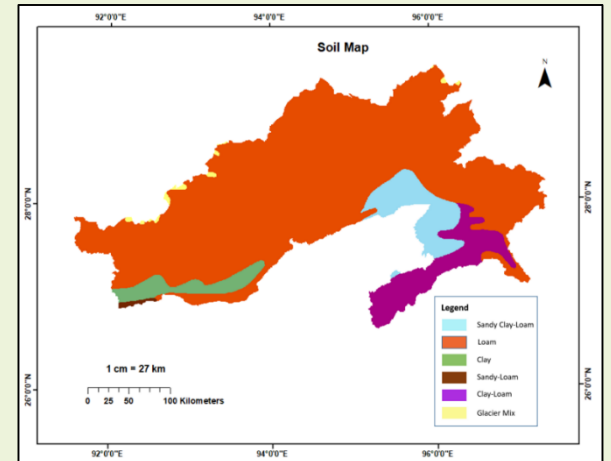 92°0'0"E 94°0'0"E 96°0'0"E
Soil Map
N
28°0'0"N 28°0'0"N
Legend
Sandy Clay-Loam
Loam
Clay
Sandy-Loam
Clay-Loam
Glacier Mix
1 cm = 27 km
0 25 50 100 Kilometers
26°0'0"N 26°0'0"N
92°0'0"E 94°0'0"E 96°0'0"E